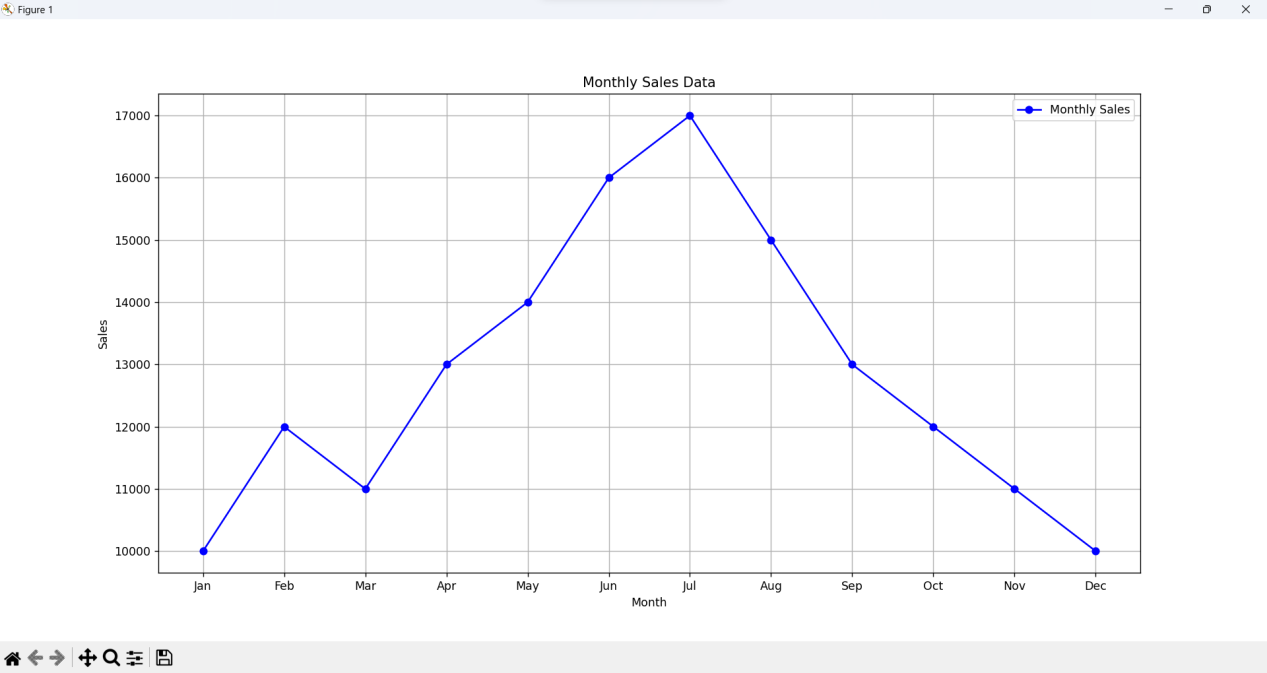 Figure 1
Monthly Sales Data
Monthly Sales
17000
16000
15000
14000
13000
12000
11000
10000
Sales
Jan Feb Mar Apr May Jun Jul Aug Sep Oct Nov Dec
Month